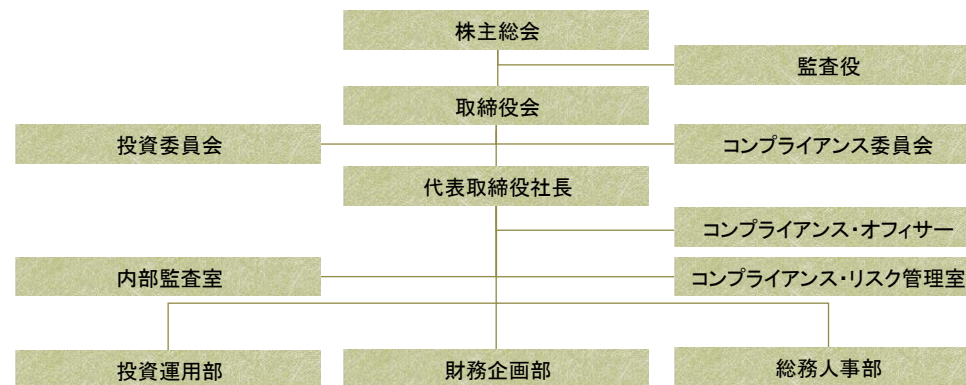 株主総会
監査役
取締役会
投資委員会
コンプライアンス委員会
代表取締役社長
コンプライアンス・オフィサー
内部監査室
コンプライアンス・リスク管理室
投資運用部
財務企画部
総務人事部